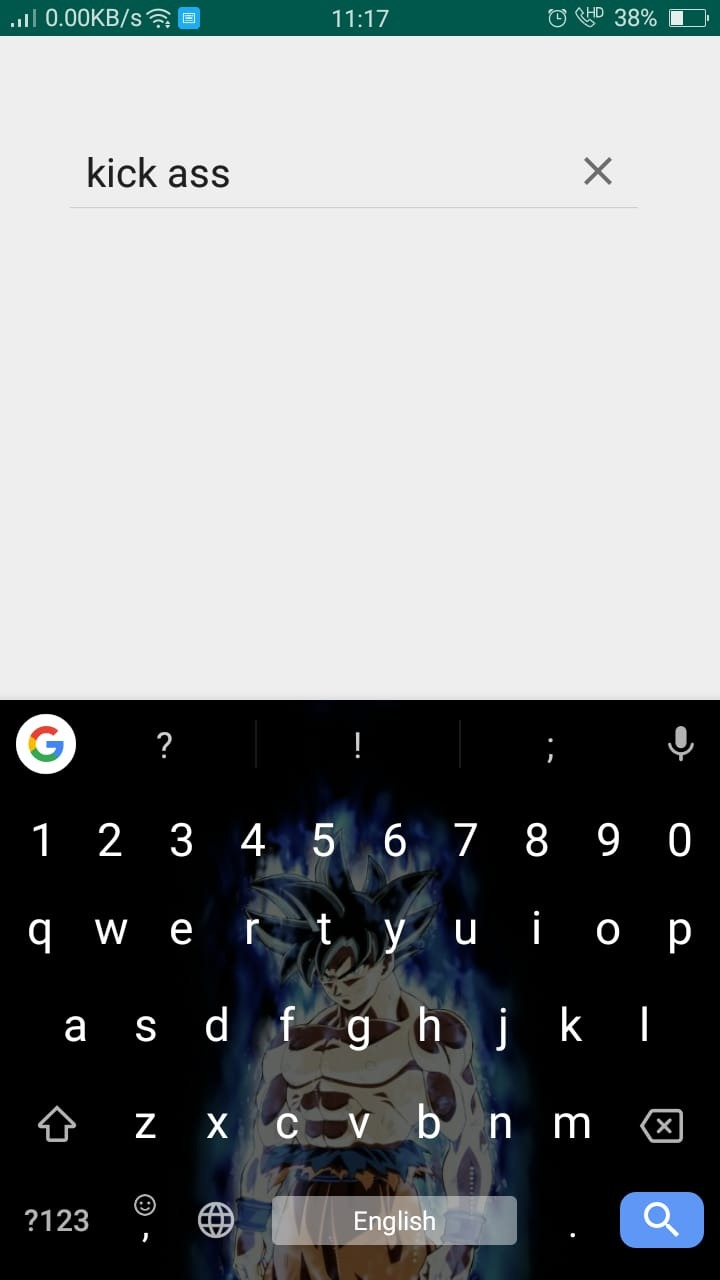 0.00KB/s 11:17 HD 38%
kick ass
? ! ;
1 2 3 4 5 6 7 8 9 0
q w e r t y u i o p
a s d f g h j k l
z x c v b n m
?123 , English .